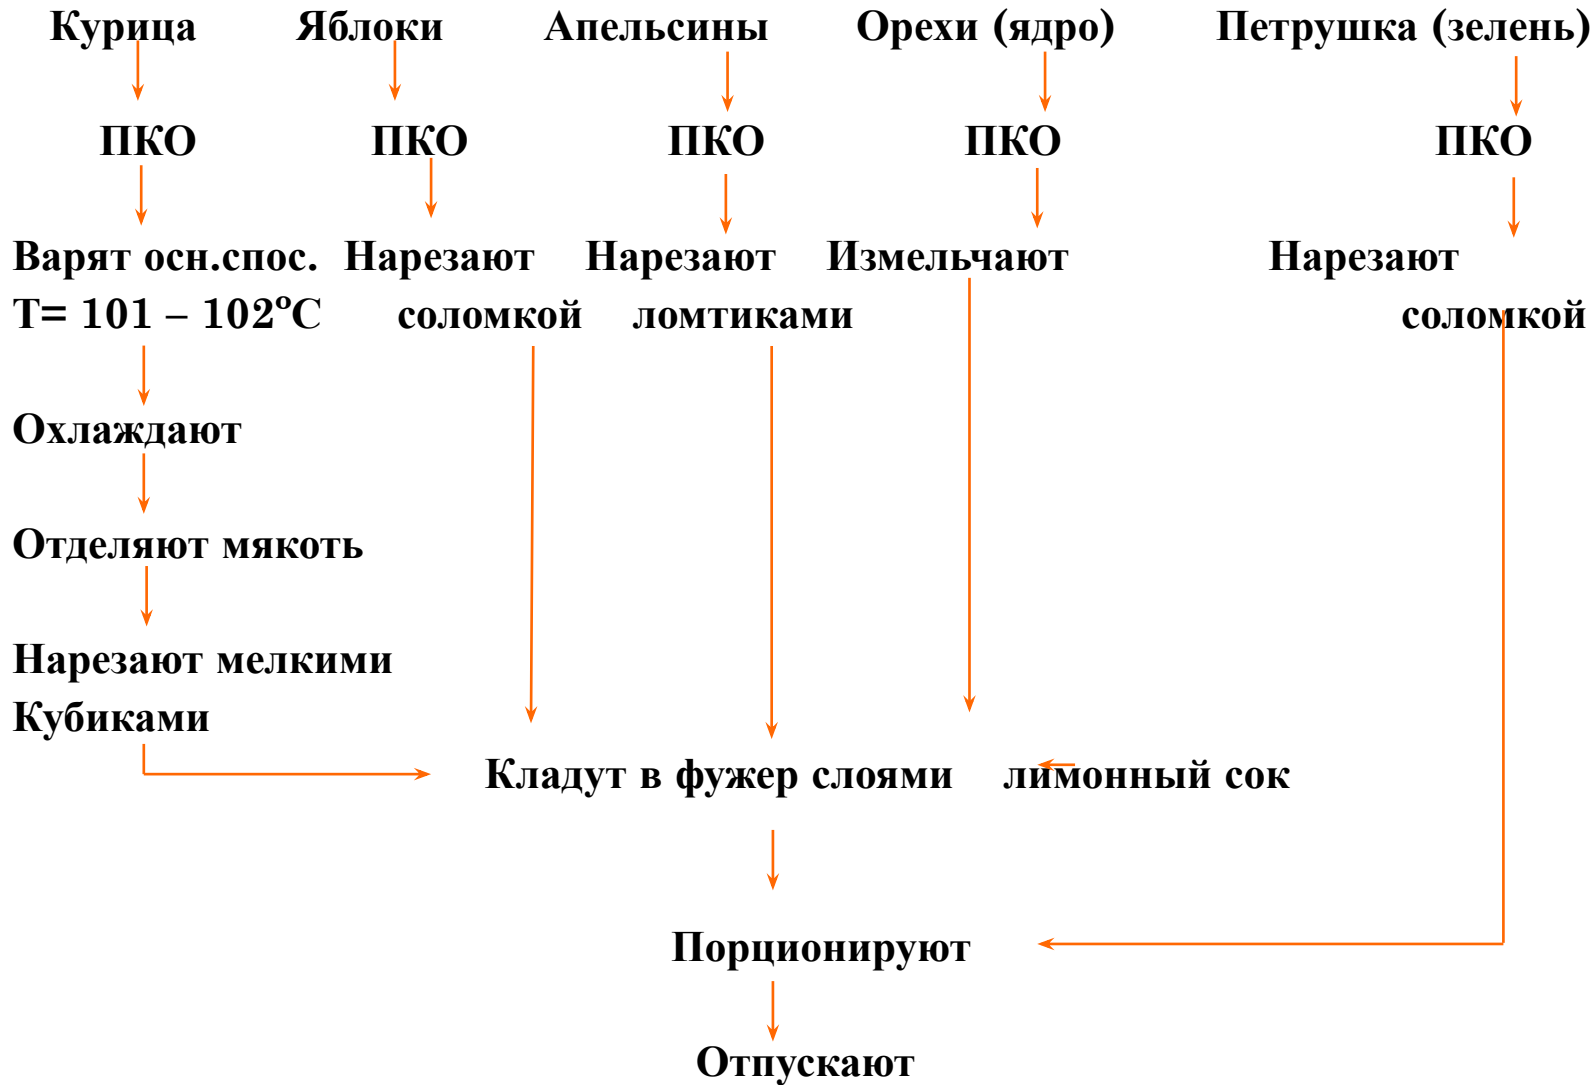 Курица Яблоки Апельсины Орехи (ядро) Петрушка (зелень)
ПКО ПКО ПКО ПКО ПКО
Варят осн.спос. Нарезают Нарезают Измельчают Нарезают
Т= 101 – 102ºС соломкой ломтиками соломкой
Охлаждают
Отделяют мякоть
Нарезают мелкими
Кубиками
Кладут в фужер слоями лимонный сок
Порционируют
Отпускают